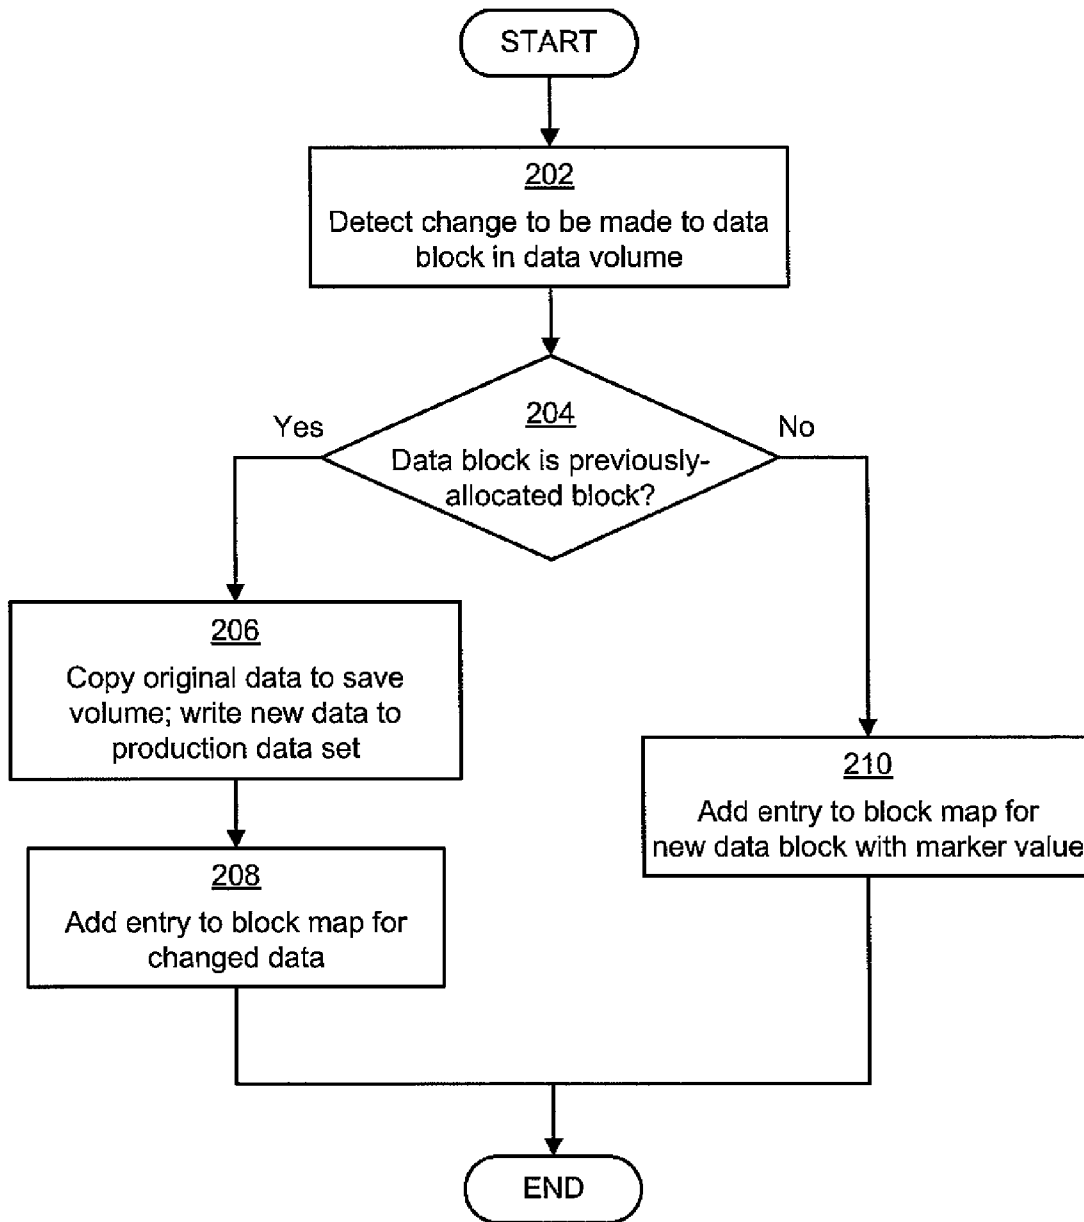 START
202
Detect change to be made to data
block in data volume
204
Yes
No
Data block is previously-
allocated block?
206
Copy original data to save
volume; write new data to
production data set
210
Add entry to block map for
new data block with marker value
208
Add entry to block map for
changed data
END